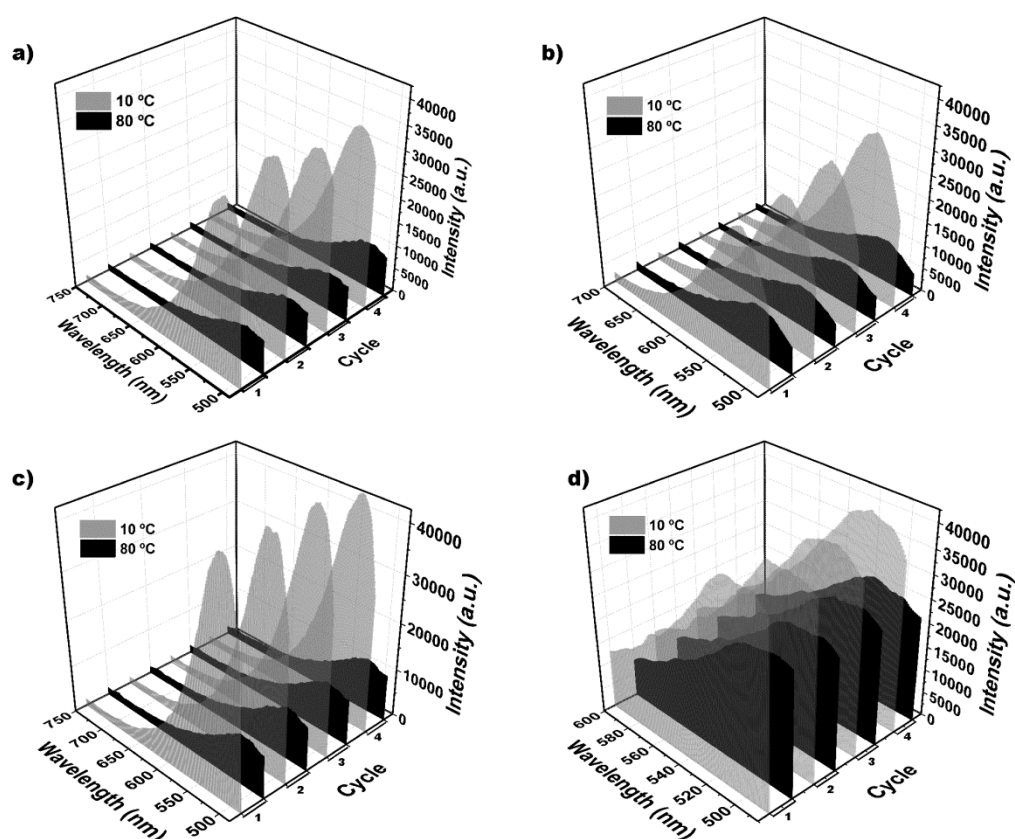 a)
10 ºC
80 ºC
40000
35000
30000
25000
20000
15000
10000
5000
0
Intensity (a.u.)
750
700
650
600
550
500
Wavelength (nm)
1
2
3
4
Cycle
b)
10 ºC
80 ºC
40000
35000
30000
25000
20000
15000
10000
5000
0
Intensity (a.u.)
700
650
600
550
500
Wavelength (nm)
1
2
3
4
Cycle
c)
10 ºC
80 ºC
40000
30000
20000
10000
0
Intensity (a.u.)
750
700
650
600
550
500
Wavelength (nm)
1
2
3
4
Cycle
d)
10 ºC
80 ºC
40000
35000
30000
25000
20000
15000
10000
5000
0
Intensity (a.u.)
600
580
560
540
520
500
Wavelength (nm)
1
2
3
4
Cycle